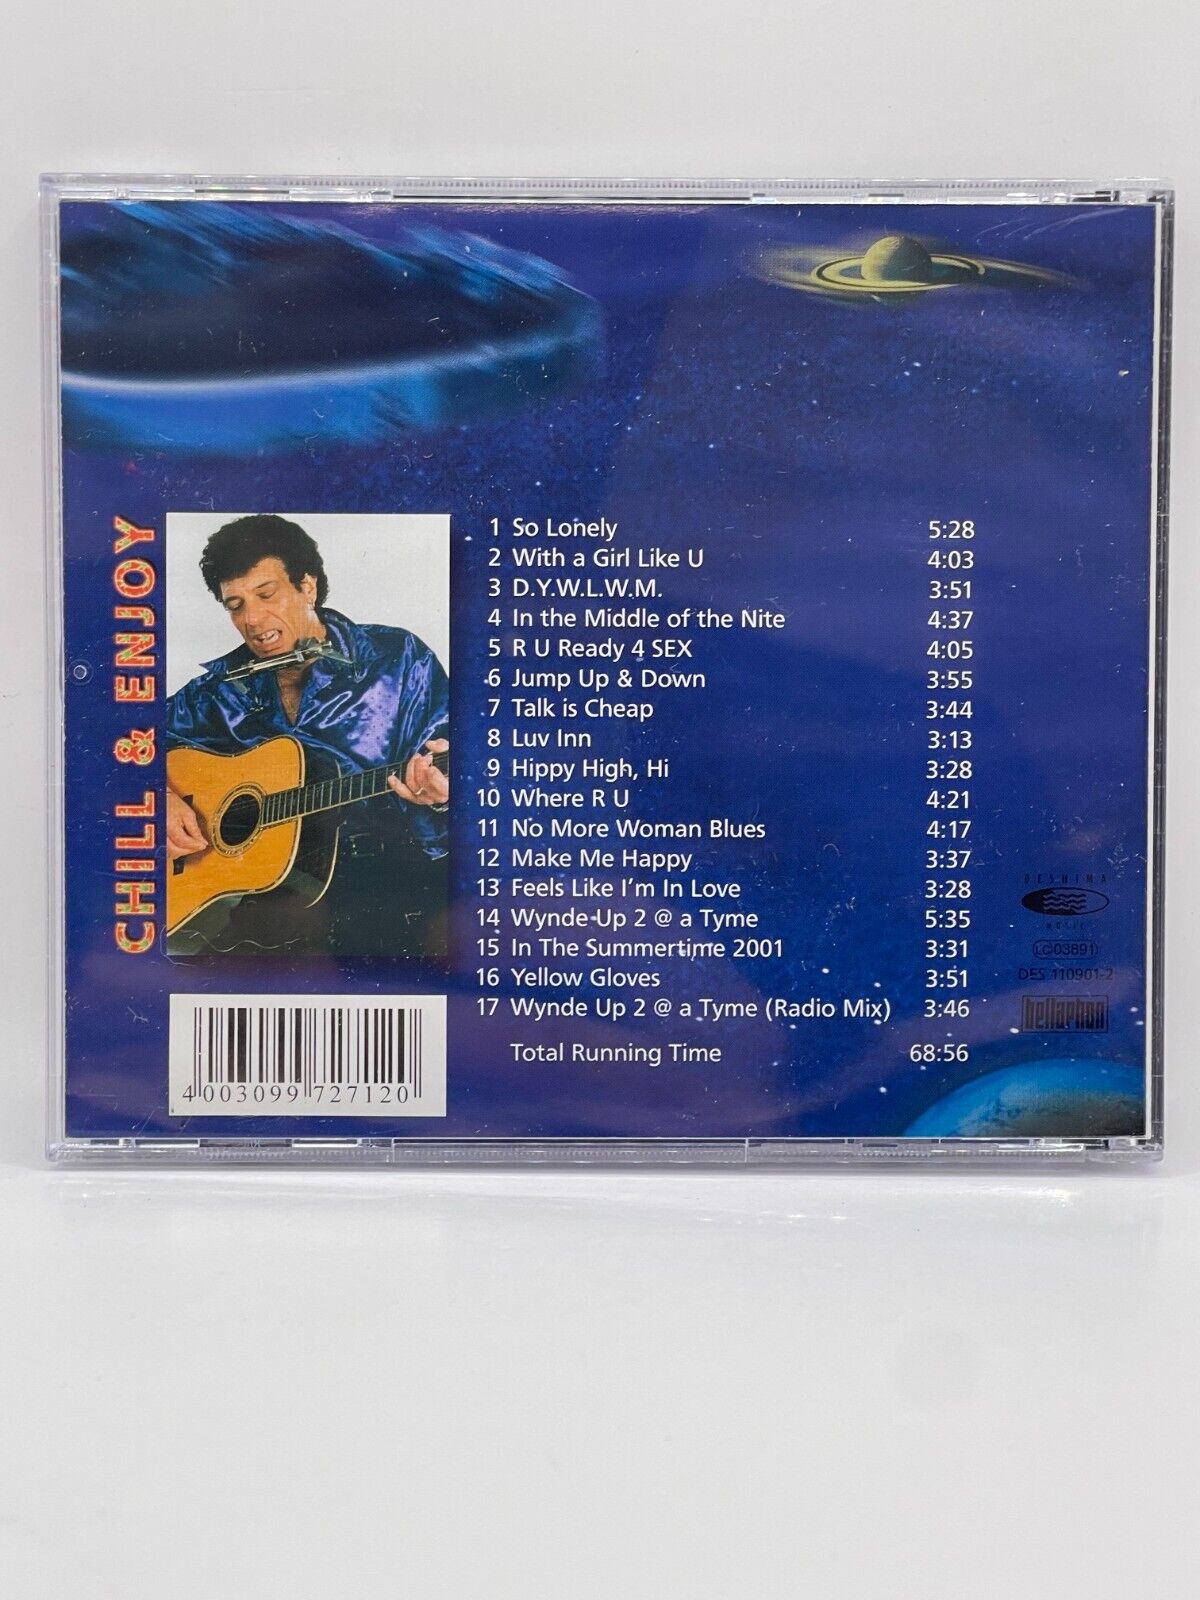 CHILL & ENJOY
1 So Lonely 5:28
2 With a Girl Like U 4:03
3 D.Y.W.L.W.M. 3:51
4 In the Middle of the Nite 4:37
5 R U Ready 4 SEX 4:05
6 Jump Up & Down 3:55
7 Talk is Cheap 3:44
8 Luv Inn 3:13
9 Hippy High, Hi 3:28
10 Where R U 4:21
11 No More Woman Blues 4:17
12 Make Me Happy 3:37
13 Feels Like I'm In Love 3:28
14 Wynde Up 2 @ a Tyme 5:35
15 In The Summertime 2001 3:31
16 Yellow Gloves 3:51
17 Wynde Up 2 @ a Tyme (Radio Mix) 3:46
Total Running Time 68:56
DESHIMA
MUSIC
LC 03891
DES 110901-2
bellaphon
4 003099 727120